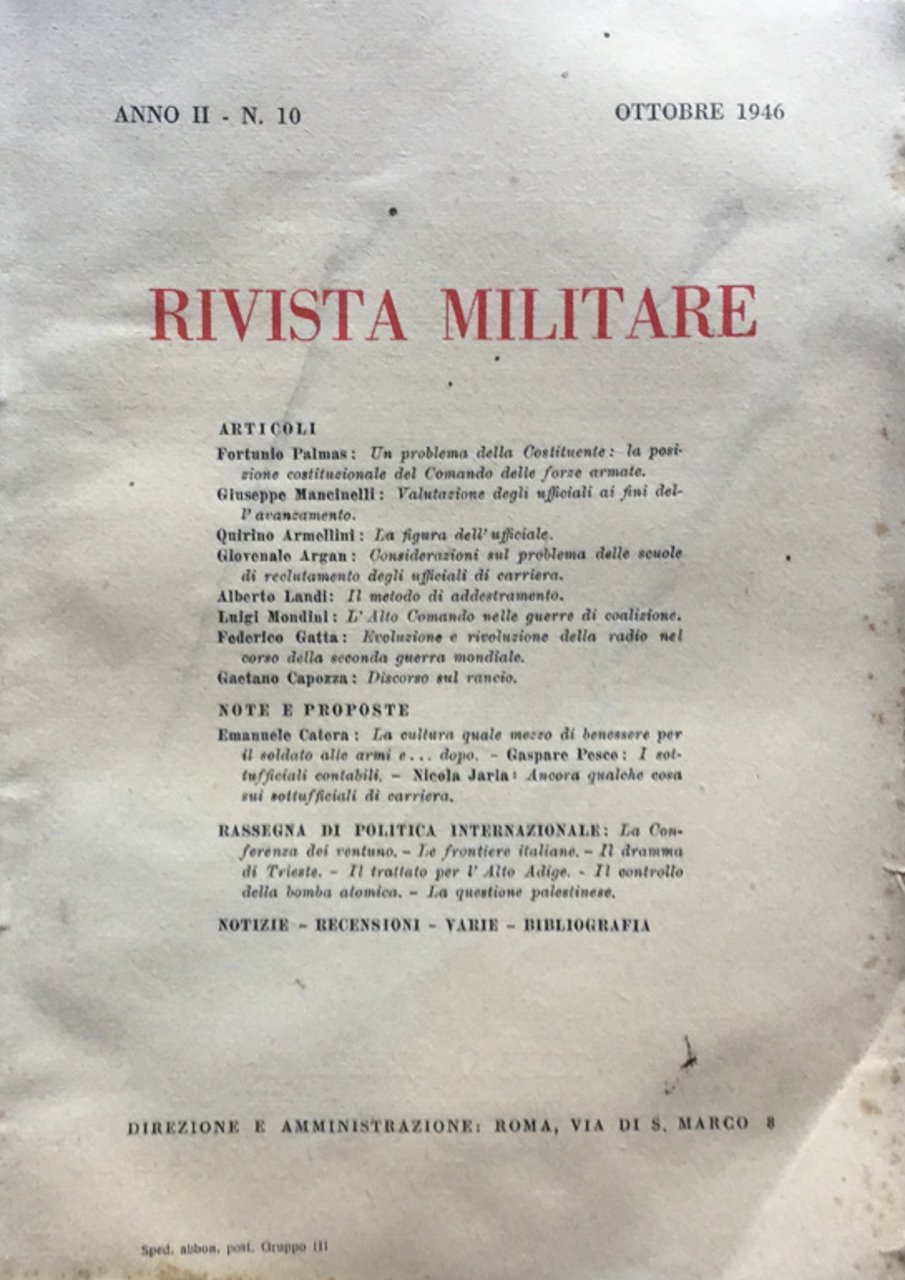 ANNO II - N. 10
OTTOBRE 1946
RIVISTA MILITARE
ARTICOLI
Fortunio Palmas: Un problema della Costituente: la posi-
zione costituzionale del Comando delle forze armate.
Giuseppe Mancinelli: Valutazione degli ufficiali ai fini del-
l'avanzamento.
Quirino Armellini: La figura dell'ufficiale.
Giovenale Argan: Considerazioni sul problema delle scuole
di reclutamento degli ufficiali di carriera.
Alberto Landi: Il metodo di addestramento.
Luigi Mondini: L'Alto Comando nelle guerre di coalizione.
Federico Gatta: Evoluzione e rivoluzione della radio nel
corso della seconda guerra mondiale.
Gaetano Capozza: Discorso sul rancio.
NOTE E PROPOSTE
Emanuele Catera: La cultura quale mezzo di benessere per
il soldato alle armi e... dopo. - Gaspare Pesce: I sot-
tufficiali contabili. - Nicola Jaria: Ancora qualche cosa
sui sottufficiali di carriera.
RASSEGNA DI POLITICA INTERNAZIONALE: La Con-
ferenza dei ventuno. - Le frontiere italiane. - Il dramma
di Trieste. - Il trattato per l'Alto Adige. - Il controllo
della bomba atomica. - La questione palestinese.
NOTIZIE - RECENSIONI - VARIE - BIBLIOGRAFIA
DIREZIONE E AMMINISTRAZIONE: ROMA, VIA DI S. MARCO 8
Sped. abbon. post. Gruppo III